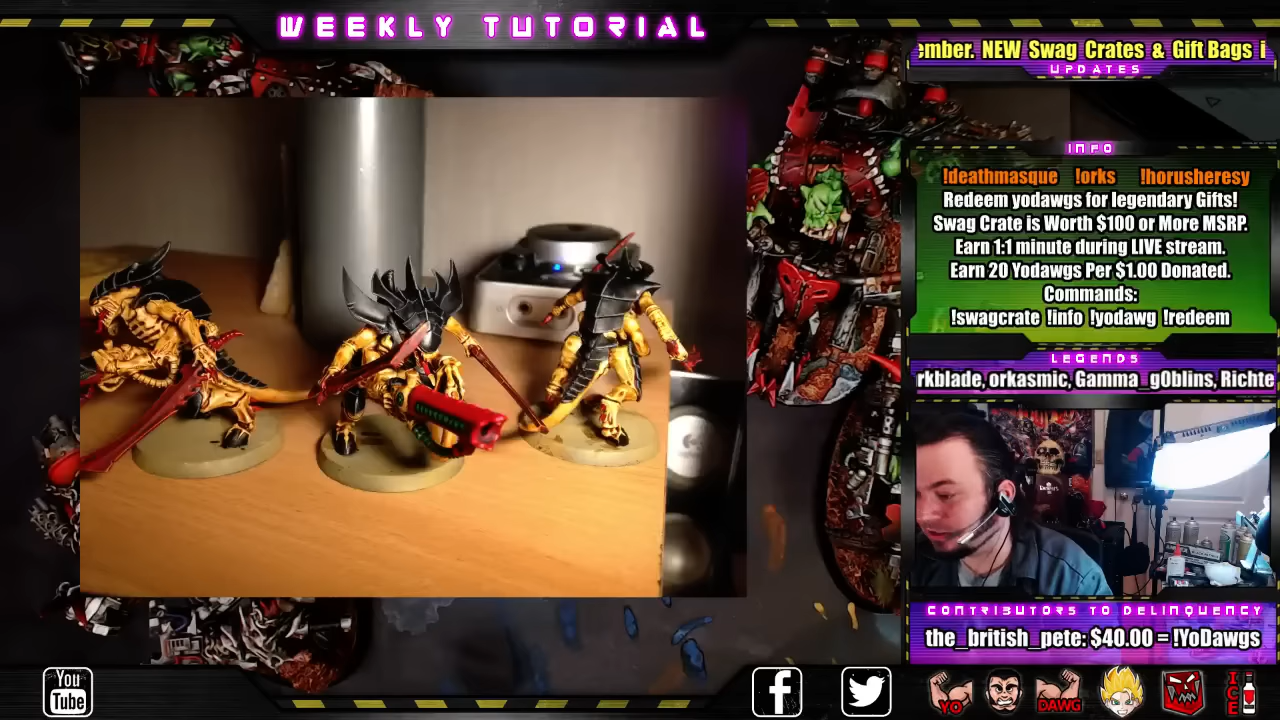 WEEKLY TUTORIAL
ember. NEW Swag Crates & Gift Bags i
UPDATES
INFO
!deathmasque !orks !horusheresy
Redeem yodawgs for legendary Gifts!
Swag Crate is Worth $100 or More MSRP.
Earn 1:1 minute during LIVE stream.
Earn 20 Yodawgs Per $1.00 Donated.
Commands:
!swagcrate !info !yodawg !redeem
LEGENDS
rkblade, orkasmic, Gamma_g0blins, Richte
CONTRIBUTORS TO DELINQUENCY
the_british_pete: $40.00 = !YoDawgs
You
Tube
YO
DAWG
ICE